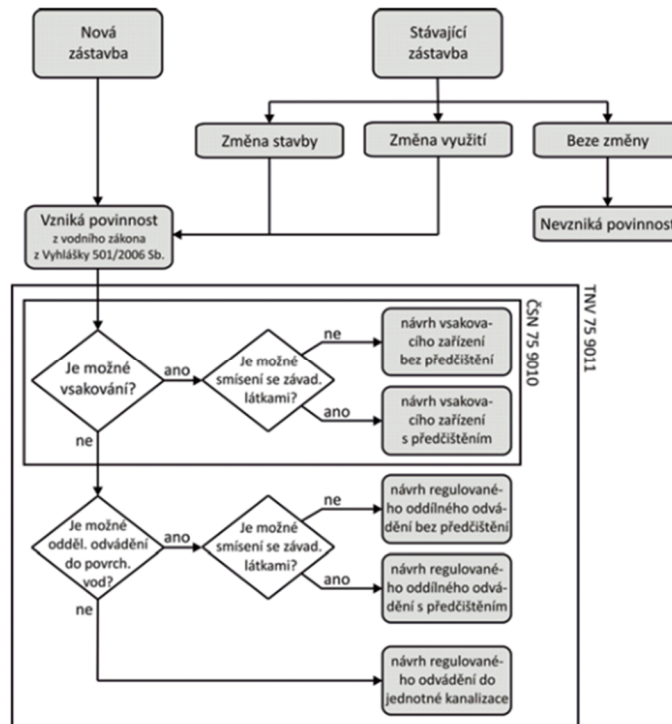 Nová
zástavba
Stávající
zástavba
Změna stavby
Změna využití
Beze změny
Vzniká povinnost
z vodního zákona
z Vyhlášky 501/2006 Sb.
Nevzniká povinnost
TNV 75 9011
ČSN 75 9010
Je možné
vsakování?
ano
Je možné
smísení se závad.
látkami?
ne
návrh vsakova-
cího zařízení
bez předčištění
ano
návrh vsakova-
cího zařízení
s předčištěním
ne
Je možné
odděl. odvádění
do povrch.
vod?
ano
Je možné
smísení se závad.
látkami?
ne
návrh regulované-
ho oddílného odvá-
dění bez předčištění
ano
návrh regulované-
ho oddílného odvá-
dění s předčištěním
ne
návrh regulované-
ho odvádění do
jednotné kanalizace